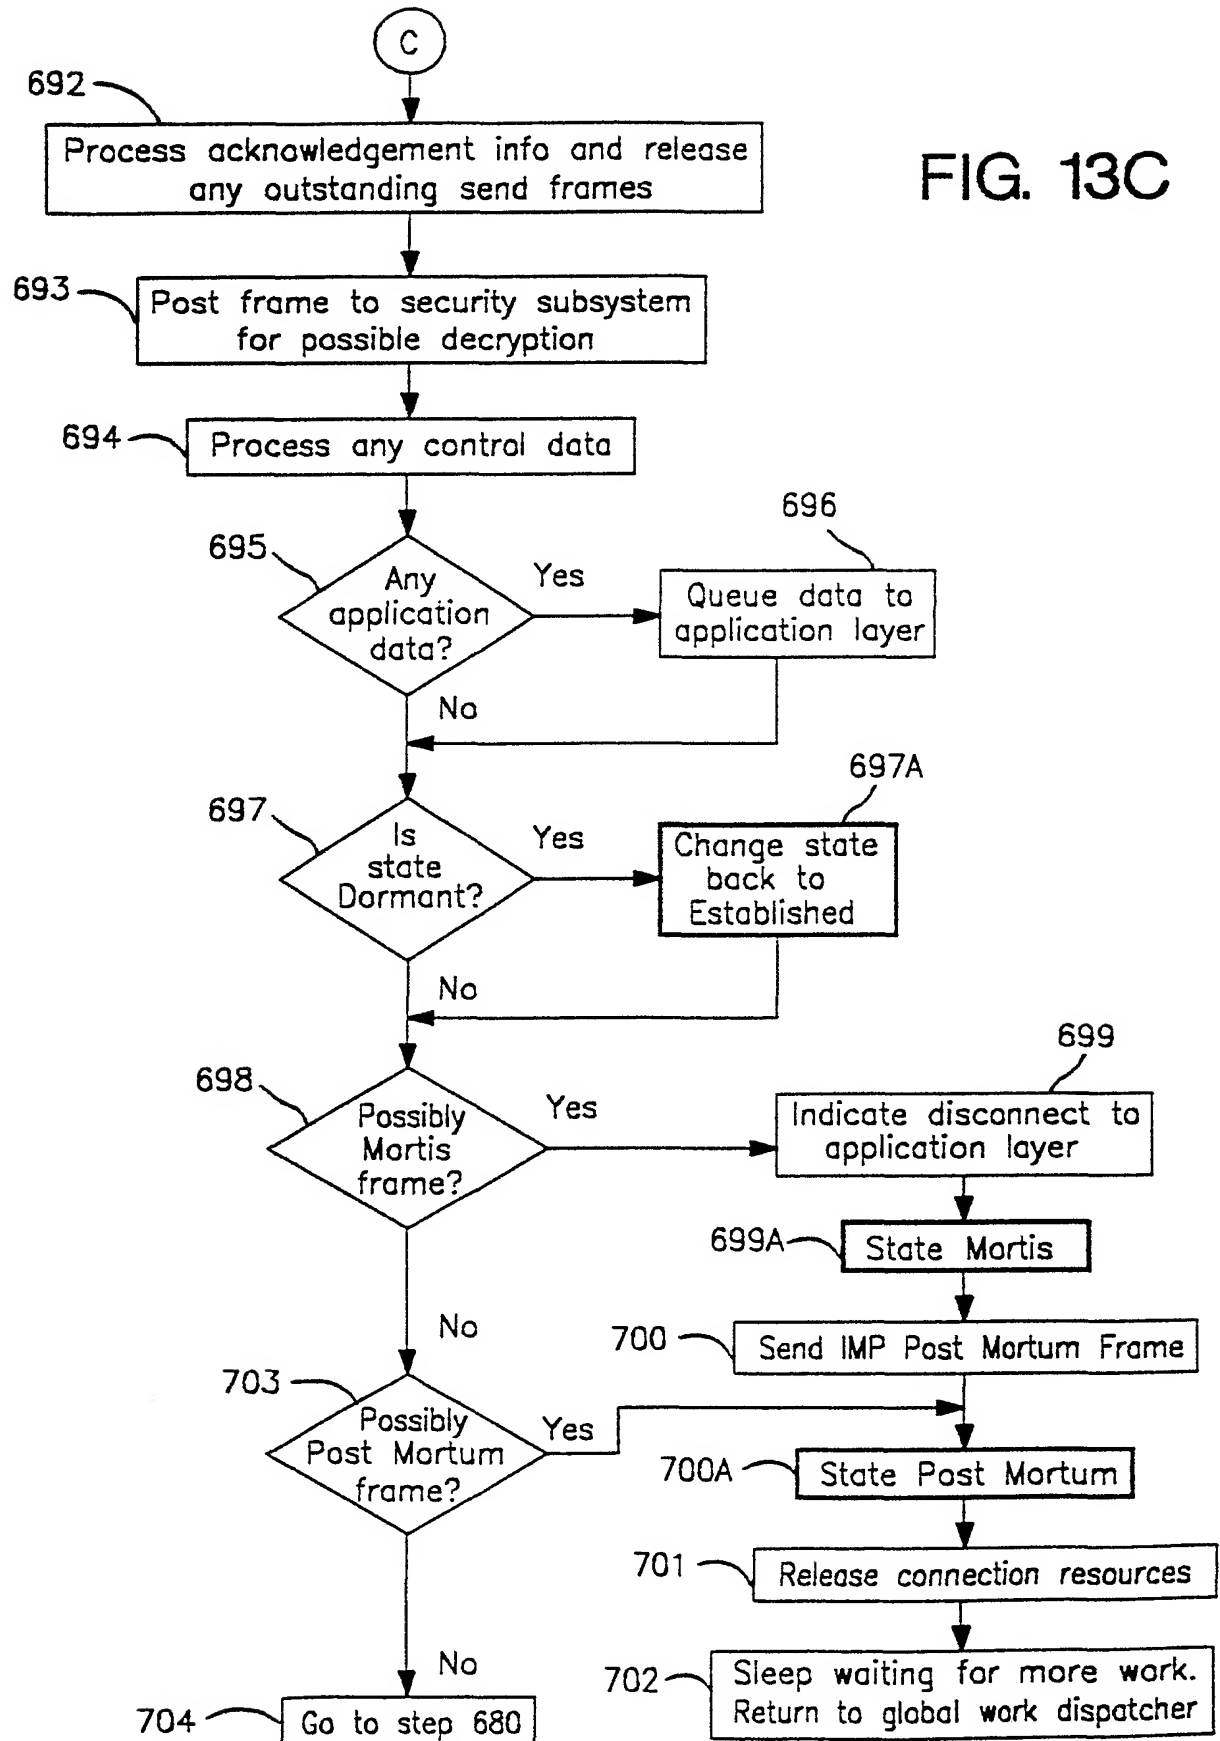 C
692
Process acknowledgement info and release
any outstanding send frames
FIG. 13C
693
Post frame to security subsystem
for possible decryption
694
Process any control data
695
Any
application
data?
Yes
696
Queue data to
application layer
No
697
Is
state
Dormant?
Yes
697A
Change state
back to
Established
No
698
Possibly
Mortis
frame?
Yes
699
Indicate disconnect to
application layer
699A
State Mortis
No
700
Send IMP Post Mortum Frame
703
Possibly
Post Mortum
frame?
Yes
700A
State Post Mortum
701
Release connection resources
No
702
Sleep waiting for more work.
Return to global work dispatcher
704
Go to step 680